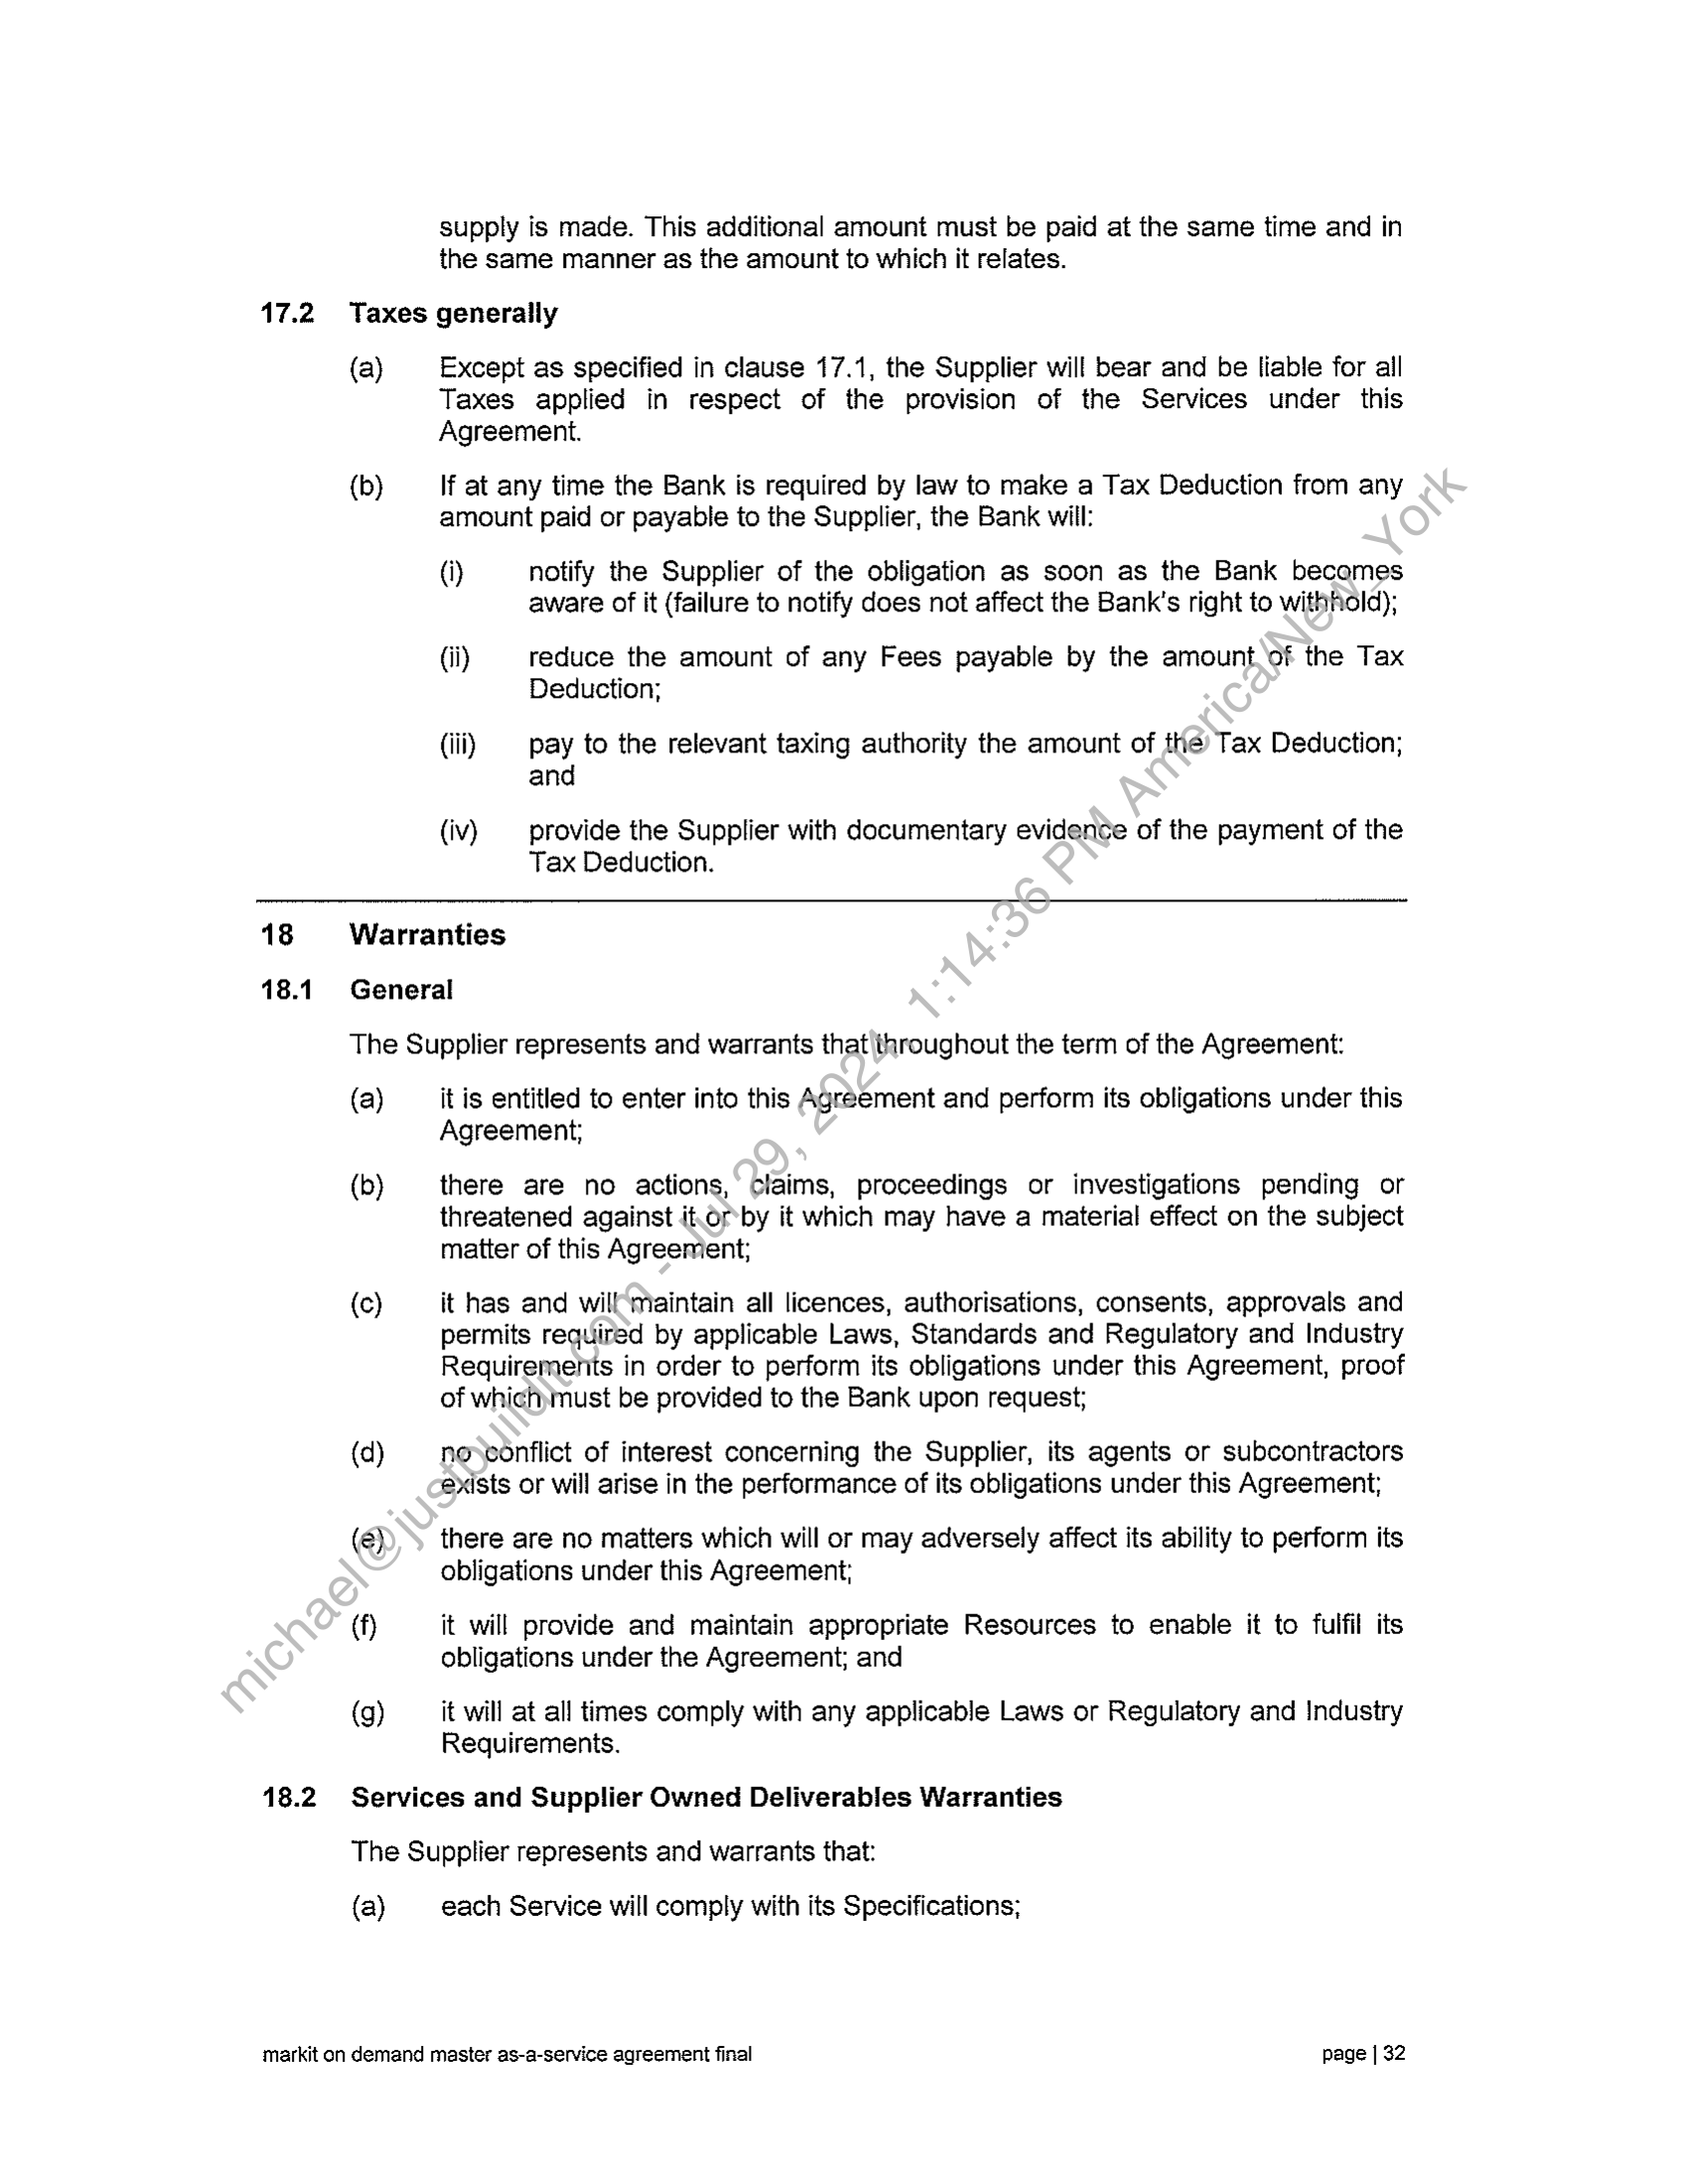 supply is made. This additional amount must be paid at the same time and in
the same manner as the amount to which it relates.
17.2 Taxes generally
(a) Except as specified in clause 17.1, the Supplier will bear and be liable for all
Taxes applied in respect of the provision of the Services under this
Agreement.
(b) If at any time the Bank is required by law to make a Tax Deduction from any
amount paid or payable to the Supplier, the Bank will:
(i) notify the Supplier of the obligation as soon as the Bank becomes
aware of it (failure to notify does not affect the Bank's right to withhold);
(ii) reduce the amount of any Fees payable by the amount of the Tax
Deduction;
(iii) pay to the relevant taxing authority the amount of the Tax Deduction;
and
(iv) provide the Supplier with documentary evidence of the payment of the
Tax Deduction.
18 Warranties
18.1 General
The Supplier represents and warrants that throughout the term of the Agreement:
(a) it is entitled to enter into this Agreement and perform its obligations under this
Agreement;
(b) there are no actions, claims, proceedings or investigations pending or
threatened against it or by it which may have a material effect on the subject
matter of this Agreement;
(c) it has and will maintain all licences, authorisations, consents, approvals and
permits required by applicable Laws, Standards and Regulatory and Industry
Requirements in order to perform its obligations under this Agreement, proof
of which must be provided to the Bank upon request;
(d) no conflict of interest concerning the Supplier, its agents or subcontractors
exists or will arise in the performance of its obligations under this Agreement;
(e) there are no matters which will or may adversely affect its ability to perform its
obligations under this Agreement;
(f) it will provide and maintain appropriate Resources to enable it to fulfil its
obligations under the Agreement; and
(g) it will at all times comply with any applicable Laws or Regulatory and Industry
Requirements.
18.2 Services and Supplier Owned Deliverables Warranties
The Supplier represents and warrants that:
(a) each Service will comply with its Specifications;
markit on demand master as-a-service agreement final page | 32
michael@justbuildit.com - Jul 29, 2024, 1:14:36 PM America/New_York